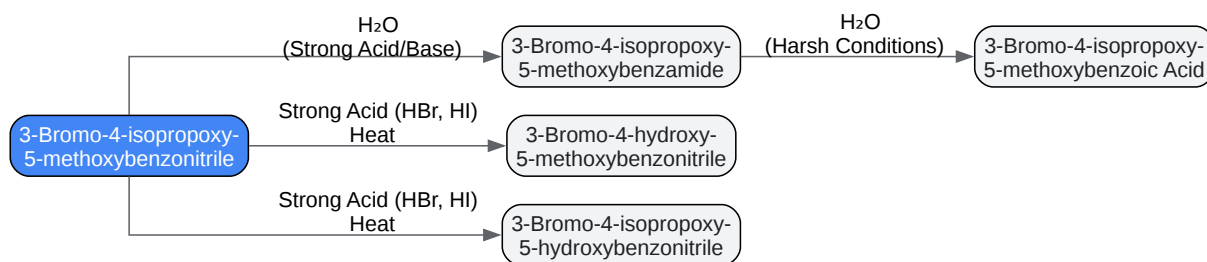 H₂O
(Strong Acid/Base)
3-Bromo-4-isopropoxy-
5-methoxybenzamide
H₂O
(Harsh Conditions)
3-Bromo-4-isopropoxy-
5-methoxybenzoic Acid
3-Bromo-4-isopropoxy-
5-methoxybenzonitrile
Strong Acid (HBr, HI)
Heat
3-Bromo-4-hydroxy-
5-methoxybenzonitrile
Strong Acid (HBr, HI)
Heat
3-Bromo-4-isopropoxy-
5-hydroxybenzonitrile